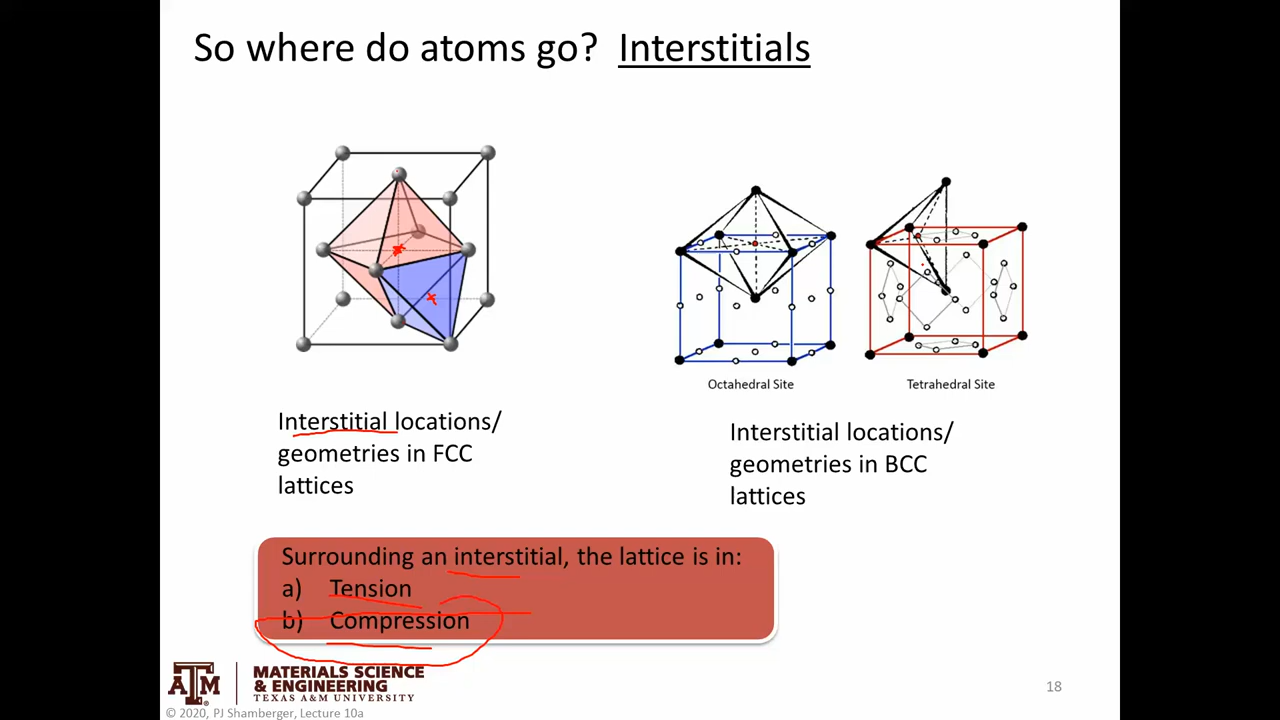 So where do atoms go? Interstitials
Octahedral Site
Tetrahedral Site
Interstitial locations/
geometries in FCC
lattices
Interstitial locations/
geometries in BCC
lattices
Surrounding an interstitial, the lattice is in:
a) Tension
b) Compression
ATM
MATERIALS SCIENCE
& ENGINEERING
TEXAS A&M UNIVERSITY
© 2020, PJ Shamberger, Lecture 10a
18